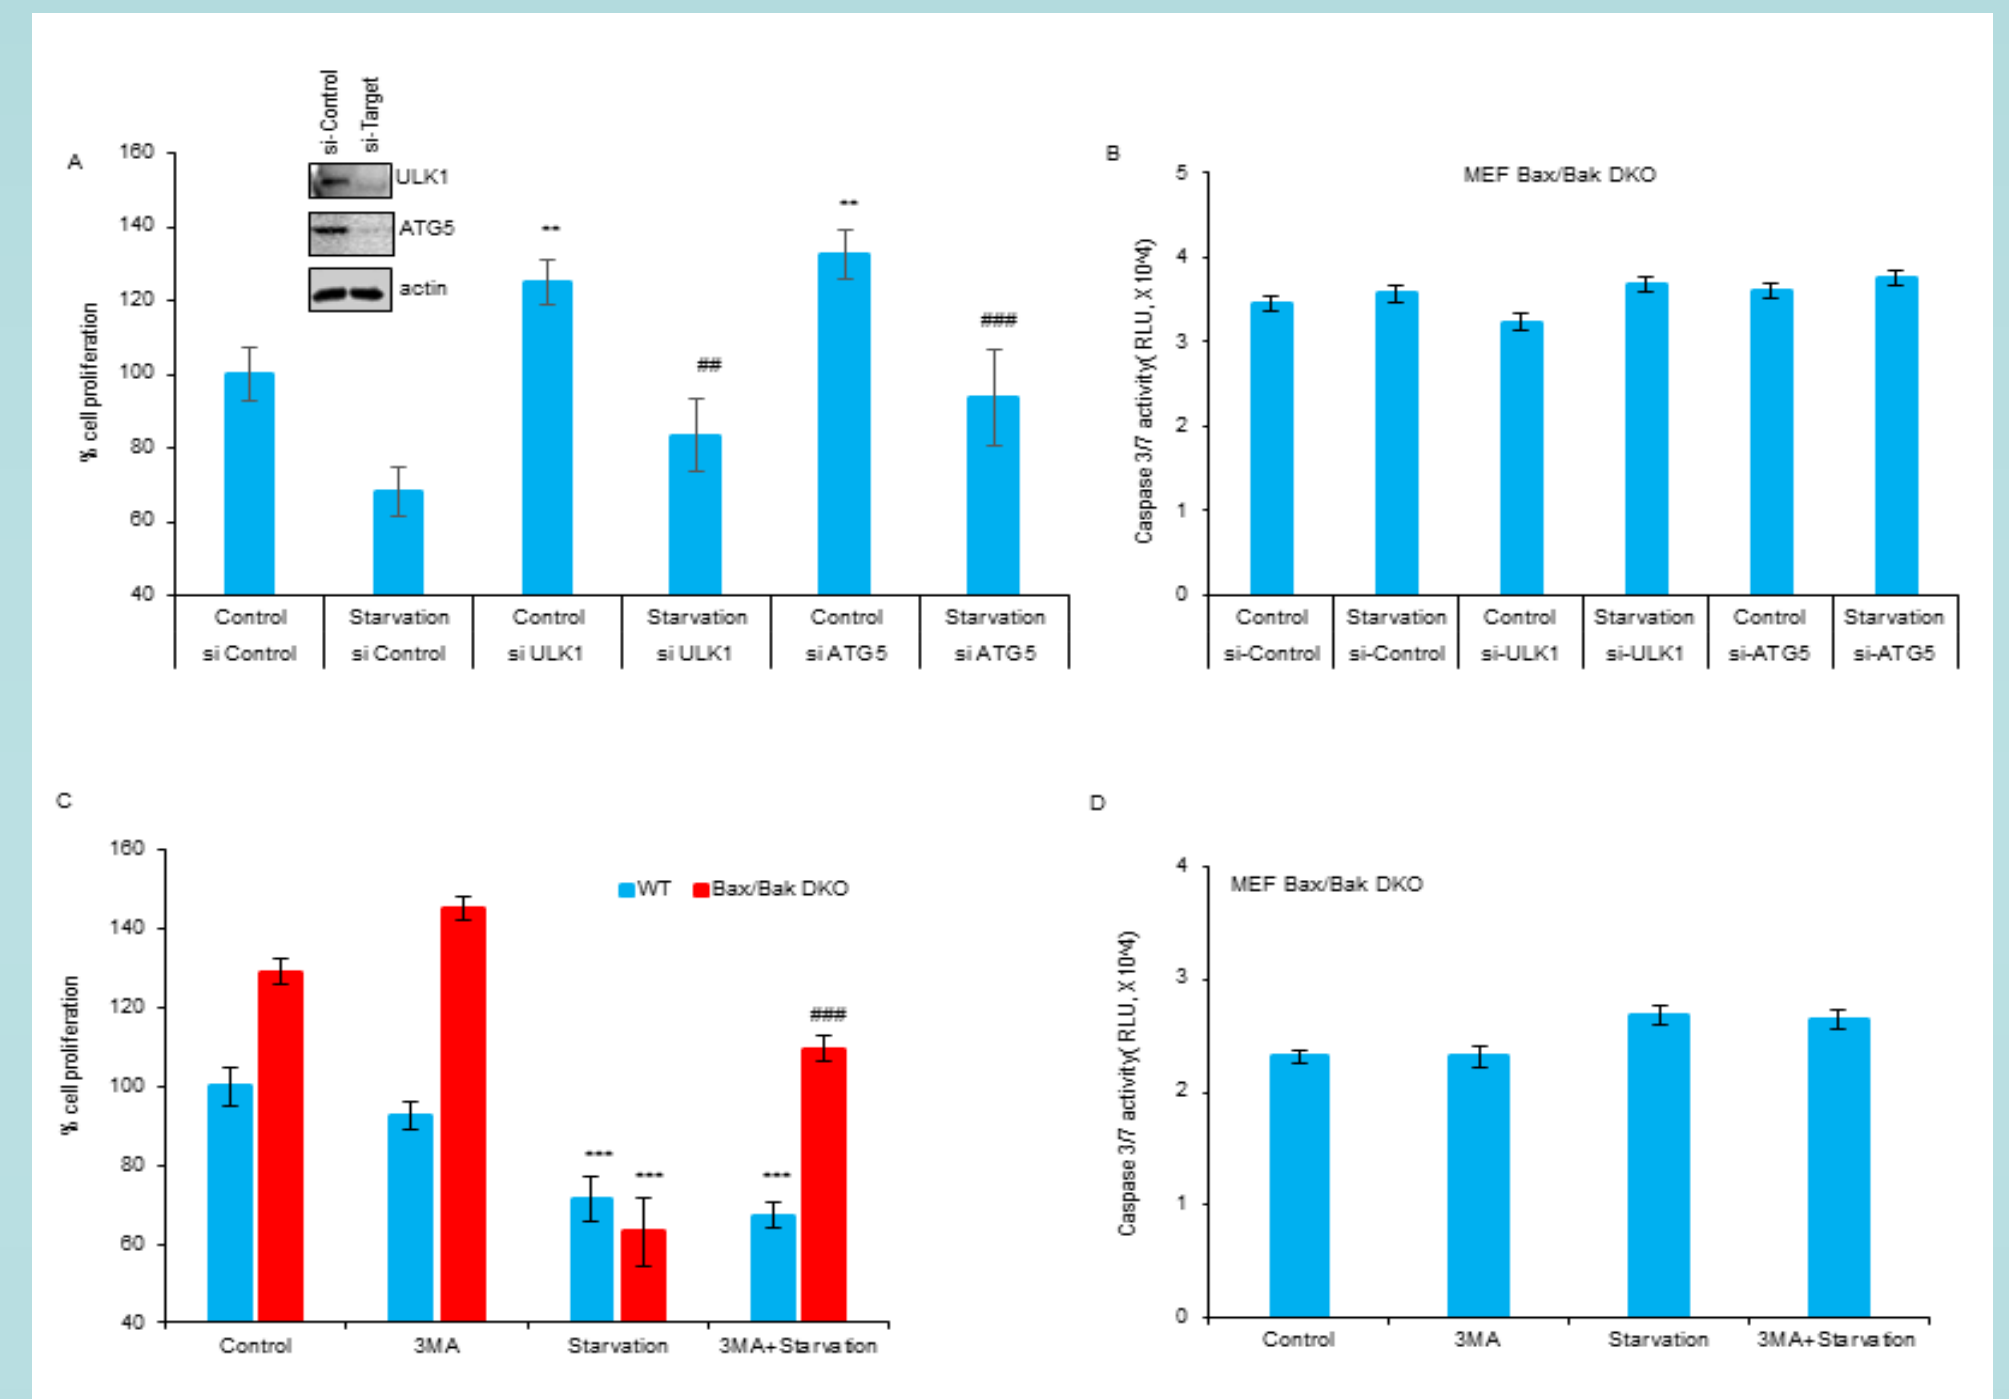 A
si-Control
si-Target
ULK1
ATG5
actin
% cell proliferation
160
140
120
100
80
60
40
**
##
**
###
Control Starvation Control Starvation Control Starvation
si Control si Control si ULK1 si ULK1 si ATG5 si ATG5
B
MEF Bax/Bak DKO
Caspase 3/7 activity( RLU, X 10^4)
5
4
3
2
1
0
Control Starvation Control Starvation Control Starvation
si-Control si-Control si-ULK1 si-ULK1 si-ATG5 si-ATG5
C
WT Bax/Bak DKO
% cell proliferation
160
140
120
100
80
60
40
***
***
***
###
Control 3MA Starvation 3MA+Starvation
D
MEF Bax/Bak DKO
Caspase 3/7 activity( RLU, X 10^4)
4
3
2
1
0
Control 3MA Starvation 3MA+Starvation